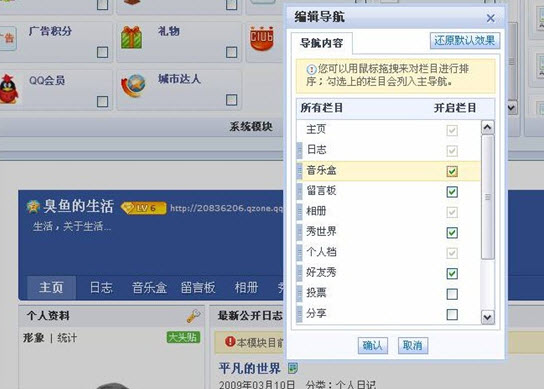 编辑导航
广告积分
礼物
导航内容
还原默认效果
您可以用鼠标拖拽来对栏目进行排
序；勾选上的栏目会列入主导航。
QQ会员
城市达人
所有栏目
开启栏目
系统模块
主页
日志
音乐盒
留言板
相册
秀世界
个人档
好友秀
投票
分享
确认
取消
臭鱼的生活
LV 6
http://20836206.qzone.qq
生活，关于生活...
主页
日志
音乐盒
留言板
相册
个人资料
最新公开日志
形象 | 统计
大头贴
本模块目前
平凡的世界
2009年03月10日 分类：个人日记